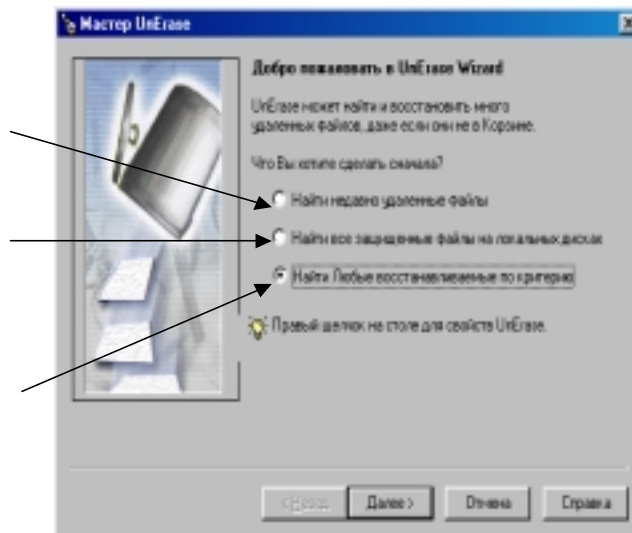 Мастер UnErase
Добро пожаловать в UnErase Wizard
UnErase может найти и восстановить много
удаленных файлов, даже если они не в Корзине.
Что Вы хотите сделать сначала?
Найти недавно удаленные файлы
Найти все защищенные файлы на локальных дисках
Найти Любые восстанавливаемые по критерию
Правый щелчок на столе для свойств UnErase.
Далее >
Отмена
Справка